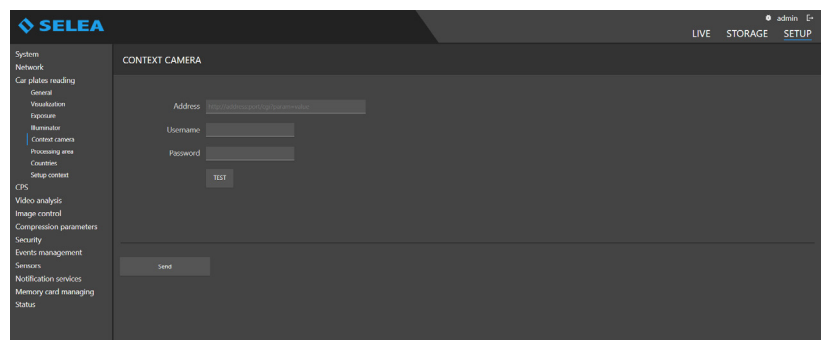 SELEA
admin
LIVE STORAGE SETUP
System
Network
Car plates reading
General
Visualization
Exposure
Illuminator
Context camera
Processing area
Countries
Setup context
CPS
Video analysis
Image control
Compression parameters
Security
Events management
Sensors
Notification services
Memory card managing
Status
CONTEXT CAMERA
Address
Username
Password
TEST
Send